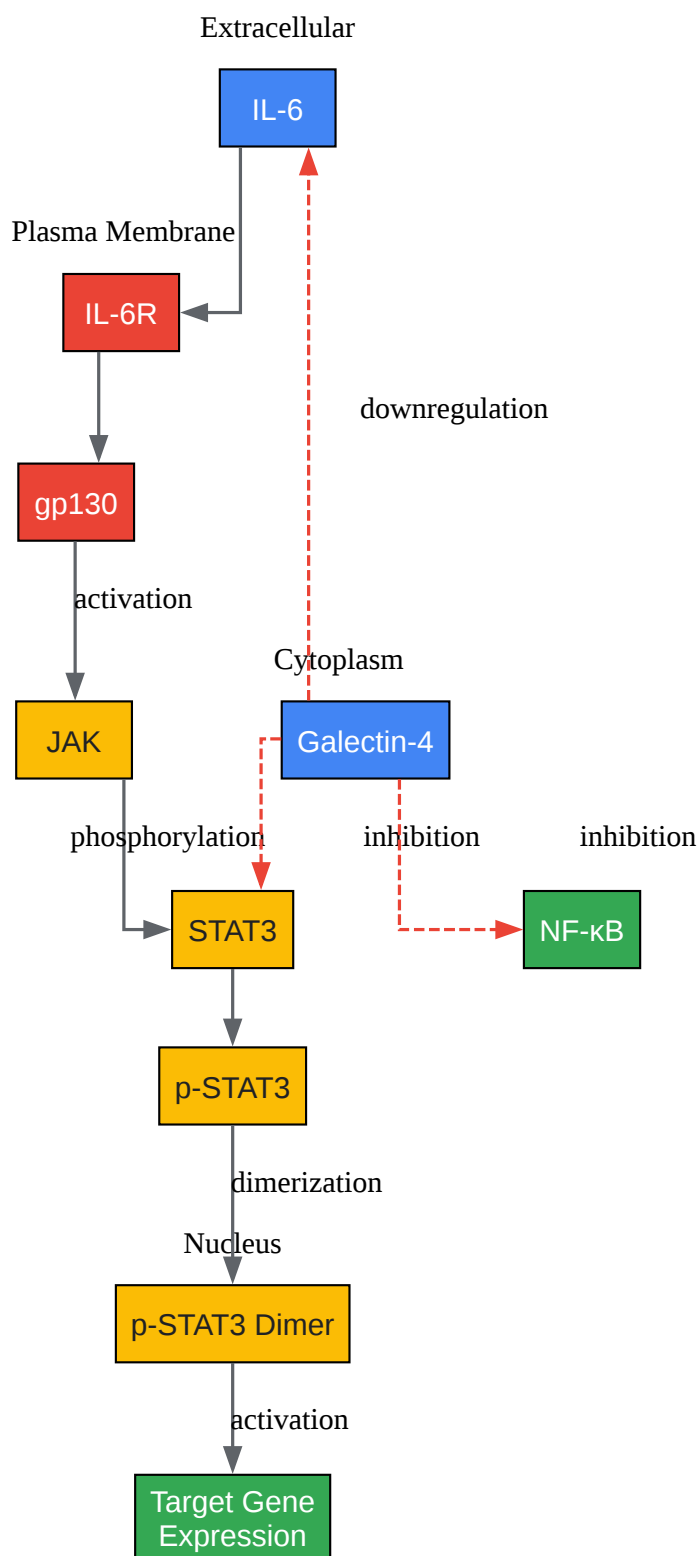 Extracellular
IL-6
Plasma Membrane
IL-6R
downregulation
gp130
activation
Cytoplasm
JAK
Galectin-4
phosphorylation
inhibition
inhibition
STAT3
NF-κB
p-STAT3
dimerization
Nucleus
p-STAT3 Dimer
activation
Target Gene
Expression